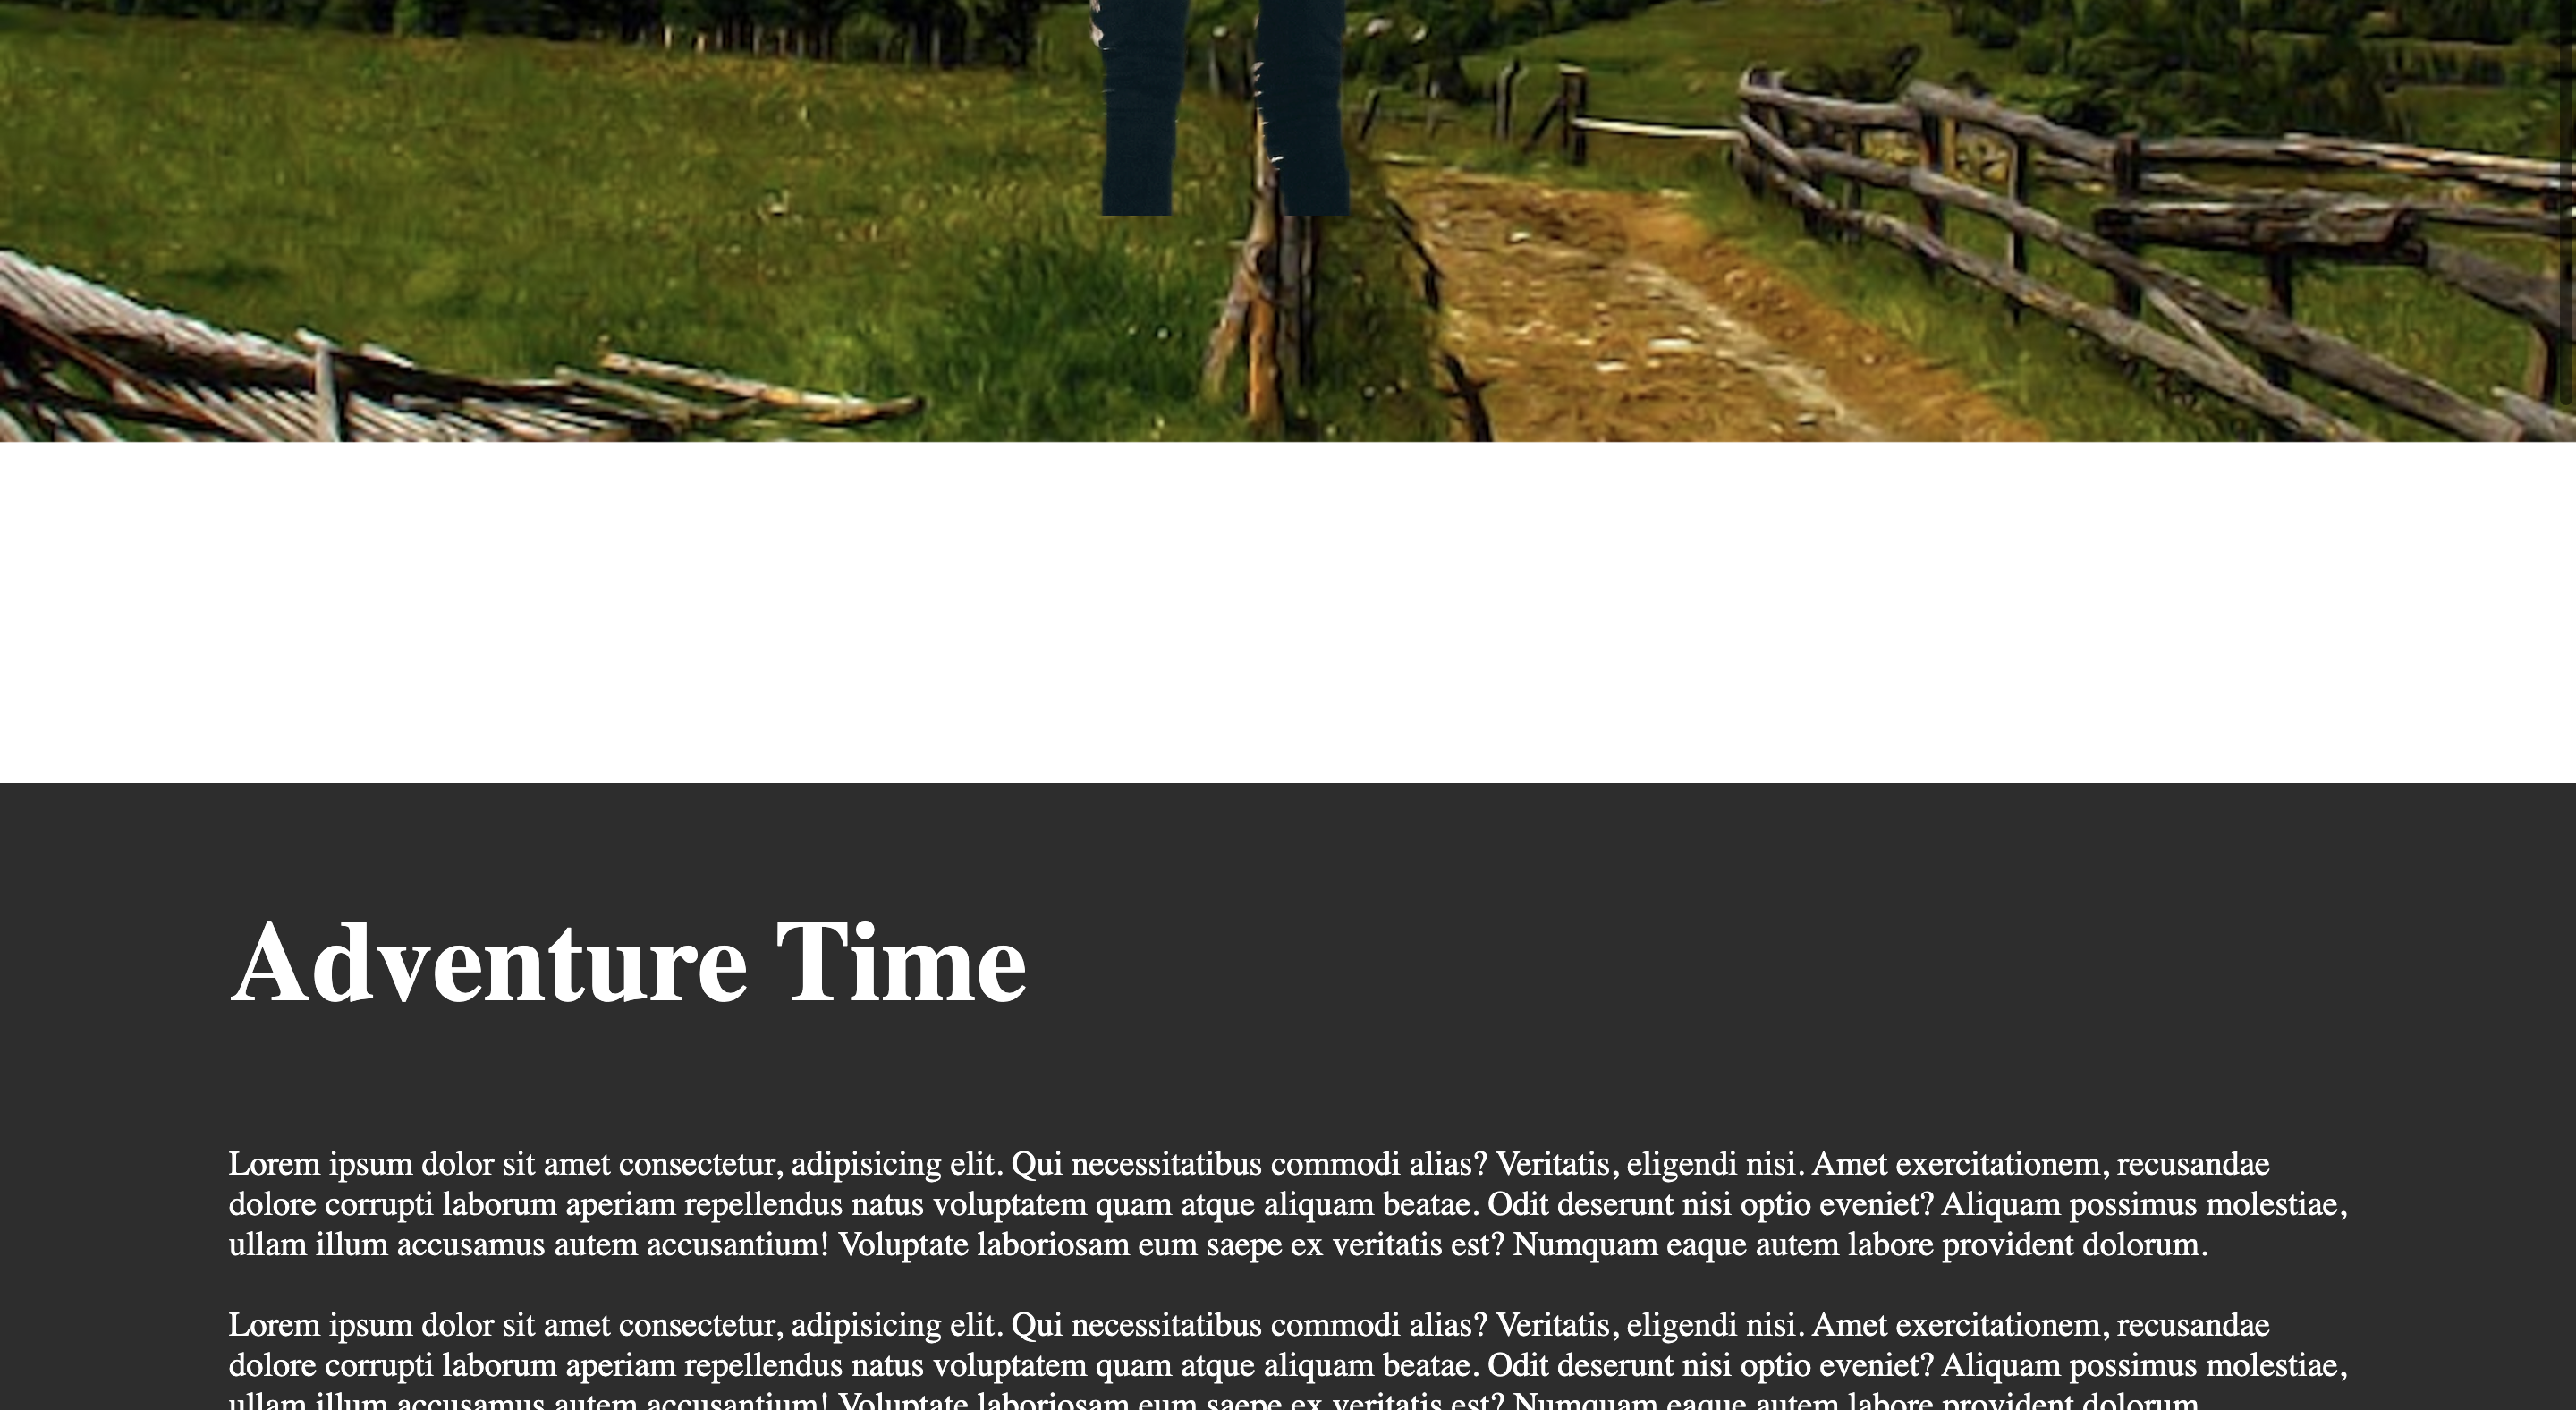 Adventure Time
Lorem ipsum dolor sit amet consectetur, adipisicing elit. Qui necessitatibus commodi alias? Veritatis, eligendi nisi. Amet exercitationem, recusandae
dolore corrupti laborum aperiam repellendus natus voluptatem quam atque aliquam beatae. Odit deserunt nisi optio eveniet? Aliquam possimus molestiae,
ullam illum accusamus autem accusantium! Voluptate laboriosam eum saepe ex veritatis est? Numquam eaque autem labore provident dolorum.
Lorem ipsum dolor sit amet consectetur, adipisicing elit. Qui necessitatibus commodi alias? Veritatis, eligendi nisi. Amet exercitationem, recusandae
dolore corrupti laborum aperiam repellendus natus voluptatem quam atque aliquam beatae. Odit deserunt nisi optio eveniet? Aliquam possimus molestiae,
ullam illum accusamus autem accusantium! Voluptate laboriosam eum saepe ex veritatis est? Numquam eaque autem labore provident dolorum.